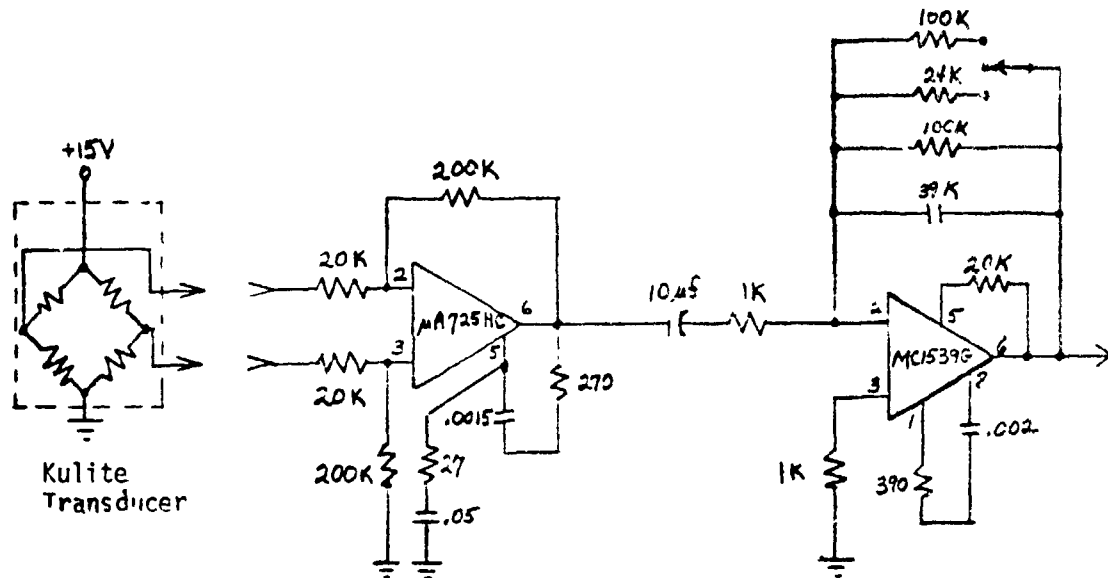 100K
24K
100K
39K
+15V
200K
20K
20K
2
3
6
μA725HC
5
10μf
1K
20K
2
5
MC1539G
6
3
1
270
.0015
27
200K
.05
.002
390
1K
Kulite
Transducer